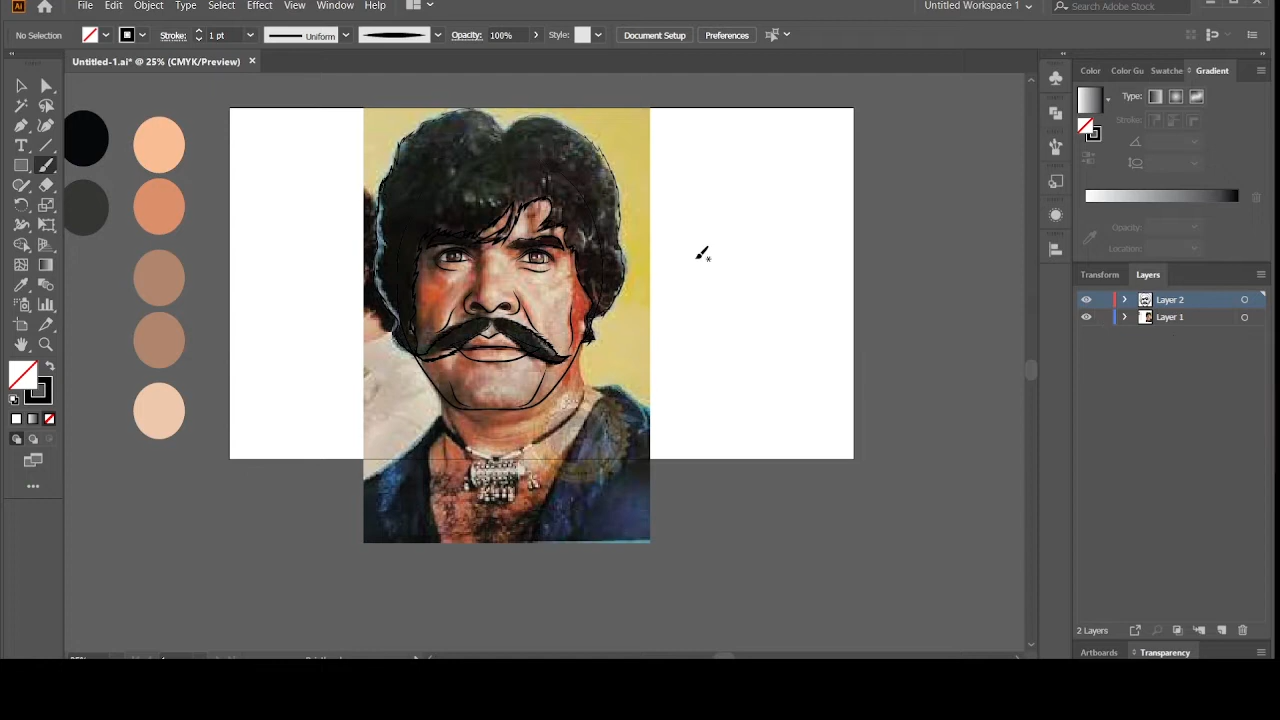 Ai File Edit Object Type Select Effect View Window Help Untitled Workspace 1 Search Adobe Stock
No Selection Stroke: 1 pt Uniform Opacity: 100% Style: Document Setup Preferences
Untitled-1.ai* @ 25% (CMYK/Preview) ×
Color Color Gu Swatche Gradient
Type:
Stroke:
Opacity:
Location:
Transform Layers
Layer 2
Layer 1
2 Layers
Artboards Transparency